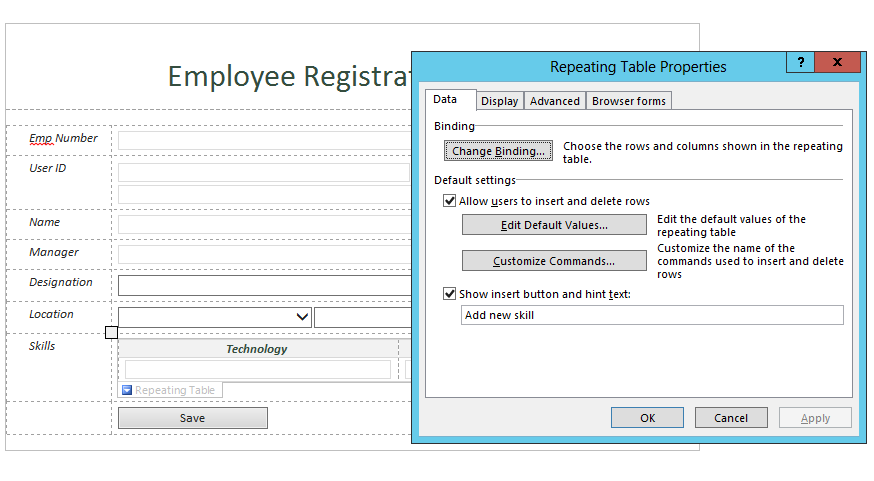 Employee Registra
Repeating Table Properties
?
x
Data
Display
Advanced
Browser forms
Binding
Change Binding...
Choose the rows and columns shown in the repeating
table.
Default settings
Allow users to insert and delete rows
Edit Default Values...
Edit the default values of the
repeating table
Customize Commands...
Customize the name of the
commands used to insert and delete
rows
Show insert button and hint text:
Add new skill
OK
Cancel
Apply
Emp Number
User ID
Name
Manager
Designation
Location
Skills
Technology
Repeating Table
Save